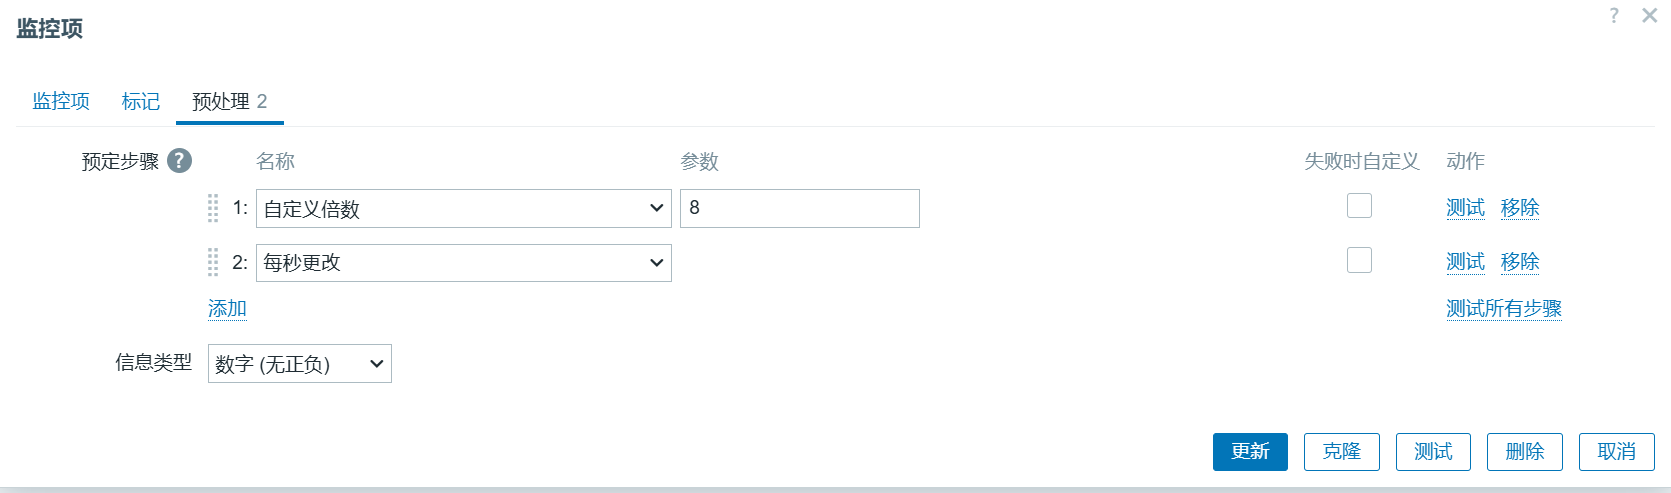 监控项
?
监控项 标记 预处理 2
预定步骤 ? 名称 参数 失败时自定义 动作
1: 自定义倍数 8 测试 移除
2: 每秒更改 测试 移除
添加 测试所有步骤
信息类型 数字 (无正负)
更新 克隆 测试 删除 取消